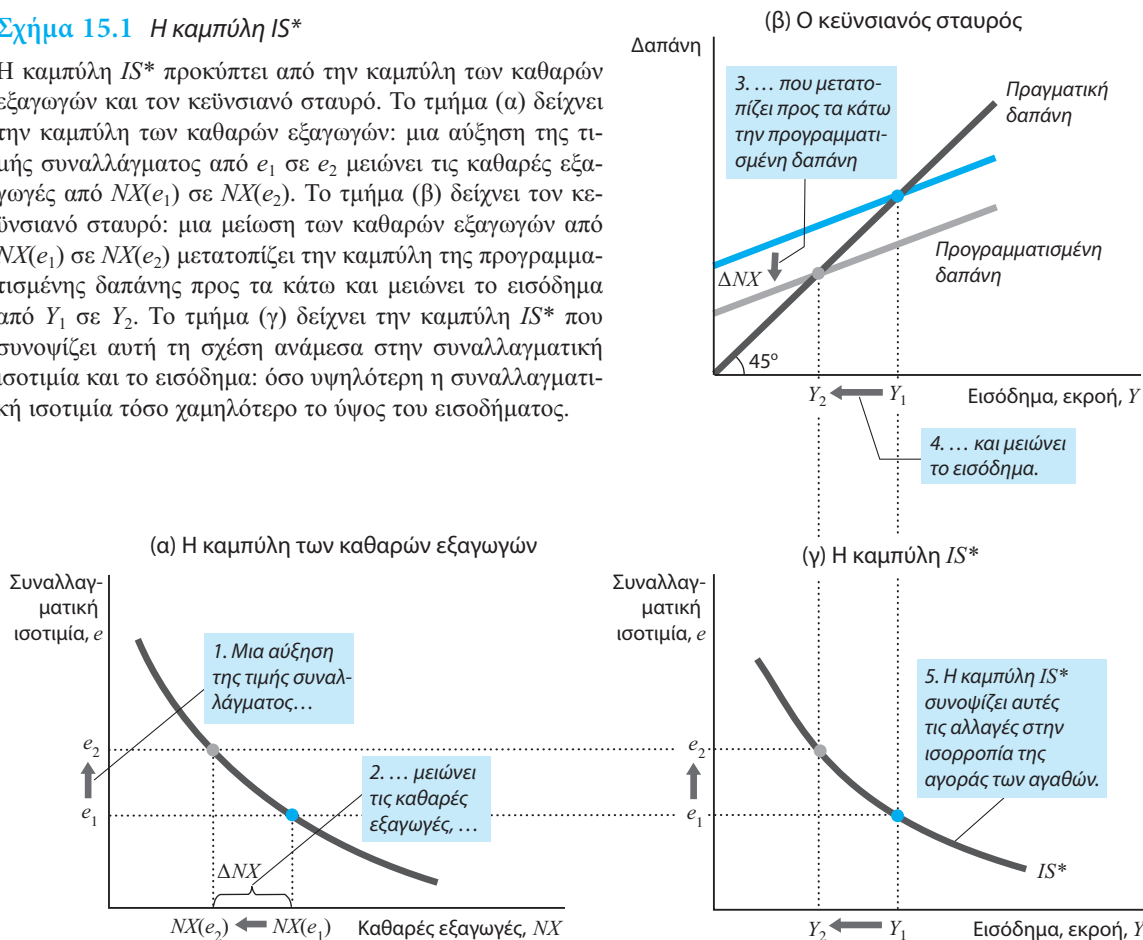 Σχήμα 15.1 Η καμπύλη IS*
Η καμπύλη IS* προκύπτει από την καμπύλη των καθαρών
εξαγωγών και τον κεϋνσιανό σταυρό. Το τμήμα (α) δείχνει
την καμπύλη των καθαρών εξαγωγών: μια αύξηση της τι-
μής συναλλάγματος από e1 σε e2 μειώνει τις καθαρές εξα-
γωγές από NX(e1) σε NX(e2). Το τμήμα (β) δείχνει τον κε-
ϋνσιανό σταυρό: μια μείωση των καθαρών εξαγωγών από
NX(e1) σε NX(e2) μετατοπίζει την καμπύλη της προγραμμα-
τισμένης δαπάνης προς τα κάτω και μειώνει το εισόδημα
από Y1 σε Y2. Το τμήμα (γ) δείχνει την καμπύλη IS* που
συνοψίζει αυτή τη σχέση ανάμεσα στην συναλλαγματική
ισοτιμία και το εισόδημα: όσο υψηλότερη η συναλλαγματι-
κή ισοτιμία τόσο χαμηλότερο το ύψος του εισοδήματος.
(β) Ο κεϋνσιανός σταυρός
Δαπάνη
3. … που μετατο-
πίζει προς τα κάτω
την προγραμματι-
σμένη δαπάνη
Πραγματική
δαπάνη
Προγραμματισμένη
δαπάνη
ΔNX
45º
Y2
Y1
Εισόδημα, εκροή, Y
4. … και μειώνει
το εισόδημα.
(α) Η καμπύλη των καθαρών εξαγωγών
Συναλλαγ-
ματική
ισοτιμία, e
1. Μια αύξηση
της τιμής συναλ-
λάγματος…
e2
e1
2. … μειώνει
τις καθαρές
εξαγωγές, …
ΔNX
NX(e2)
NX(e1)
Καθαρές εξαγωγές, NX
(γ) Η καμπύλη IS*
Συναλλαγ-
ματική
ισοτιμία, e
5. Η καμπύλη IS*
συνοψίζει αυτές
τις αλλαγές στην
ισορροπία της
αγοράς των αγαθών.
e2
e1
IS*
Y2
Y1
Εισόδημα, εκροή, Y